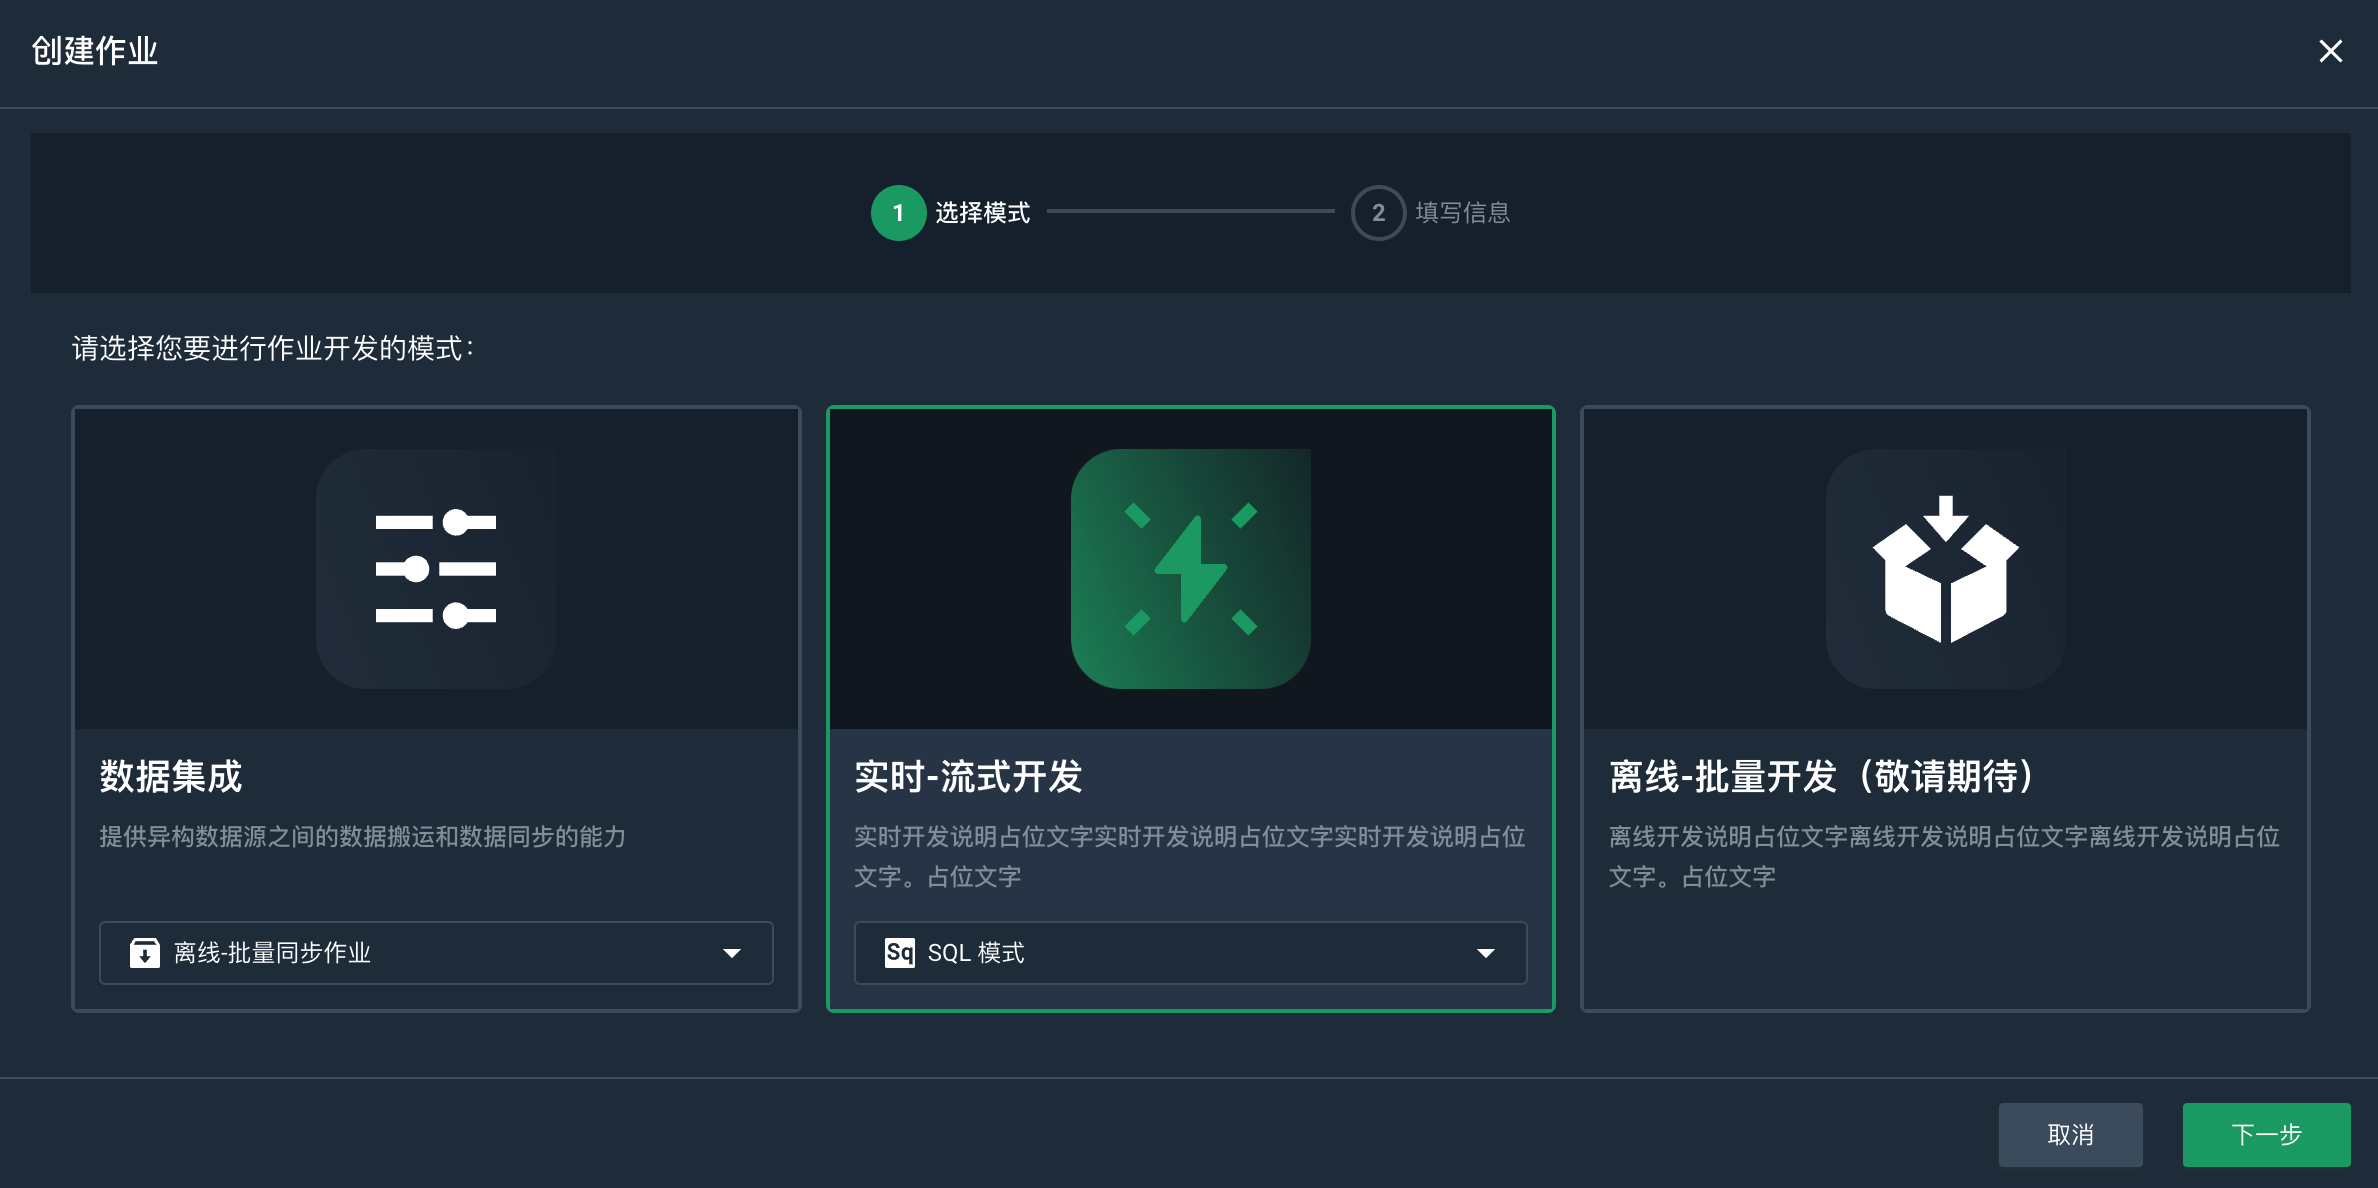 创建作业
1 选择模式 2 填写信息
请选择您要进行作业开发的模式：
数据集成
提供异构数据源之间的数据搬运和数据同步的能力
离线-批量同步作业
实时-流式开发
实时开发说明占位文字实时开发说明占位文字实时开发说明占位
文字。占位文字
Sq SQL 模式
离线-批量开发（敬请期待）
离线开发说明占位文字离线开发说明占位文字离线开发说明占位
文字。占位文字
取消 下一步